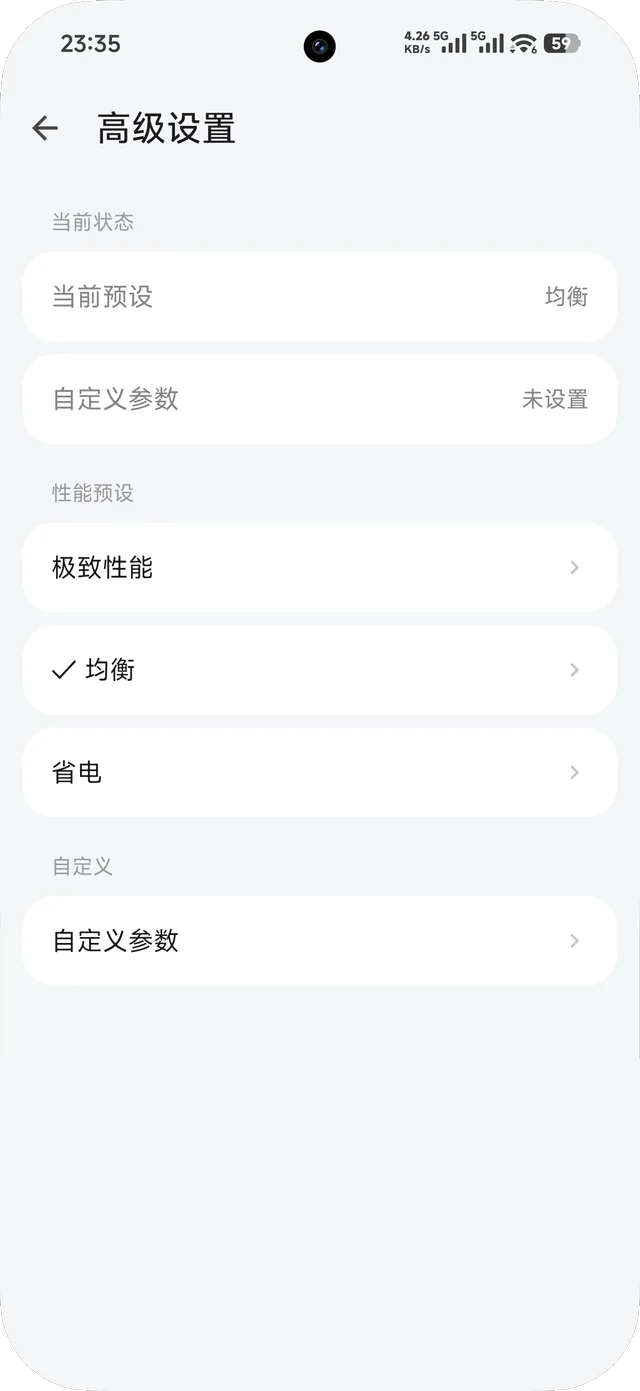 23:35
4.26 5G 5G
KB/s 6 59
高级设置
当前状态
当前预设 均衡
自定义参数 未设置
性能预设
极致性能
均衡
省电
自定义
自定义参数